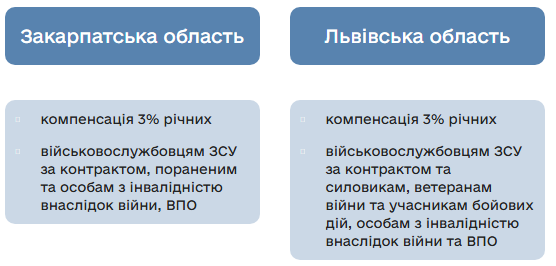 Закарпатська область
компенсація 3% річних
військовослужбовцям ЗСУ
за контрактом, пораненим
та особам з інвалідністю
внаслідок війни, ВПО
Львівська область
компенсація 3% річних
військовослужбовцям ЗСУ
за контрактом та
силовикам, ветеранам
війни та учасникам бойових
дій, особам з інвалідністю
внаслідок війни та ВПО